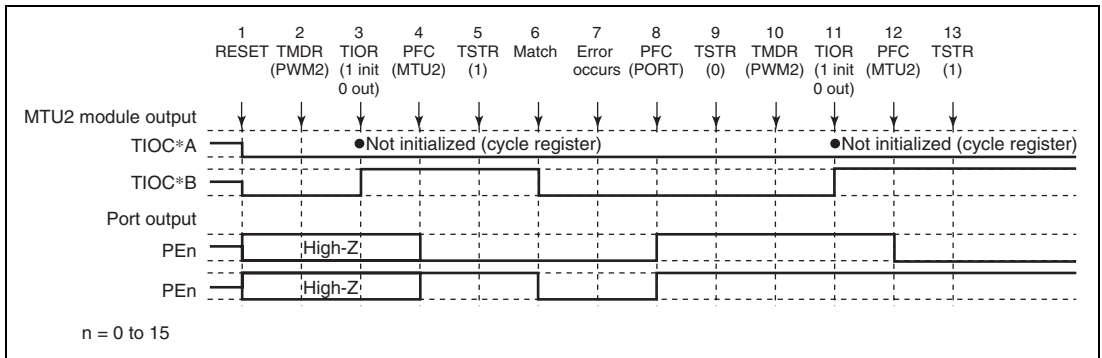 1 2 3 4 5 6 7 8 9 10 11 12 13
RESET TMDR TIOR PFC TSTR Match Error PFC TSTR TMDR TIOR PFC TSTR
(PWM2) (1 init (MTU2) (1) occurs (PORT) (0) (PWM2) (1 init (MTU2) (1)
0 out) 0 out)
MTU2 module output
TIOC*A ●Not initialized (cycle register) ●Not initialized (cycle register)
TIOC*B
Port output
PEn High-Z
PEn High-Z
n = 0 to 15